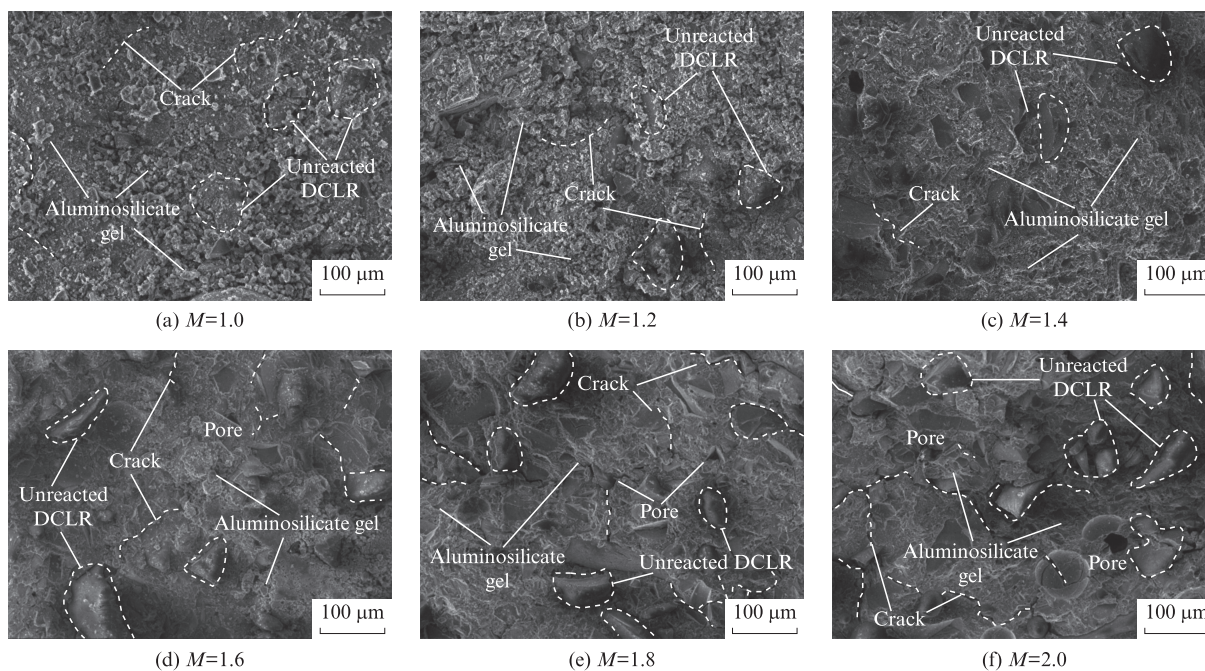 Crack
Unreacted
DCLR
Aluminosilicate
gel
100 μm
(a) M=1.0
Unreacted
DCLR
Crack
Aluminosilicate
gel
100 μm
(b) M=1.2
Unreacted
DCLR
Crack
Aluminosilicate gel
100 μm
(c) M=1.4
Pore
Crack
Unreacted
DCLR
Aluminosilicate gel
100 μm
(d) M=1.6
Crack
Pore
Aluminosilicate
gel
Unreacted DCLR
100 μm
(e) M=1.8
Unreacted
DCLR
Pore
Aluminosilicate
gel
Pore
Crack
100 μm
(f) M=2.0